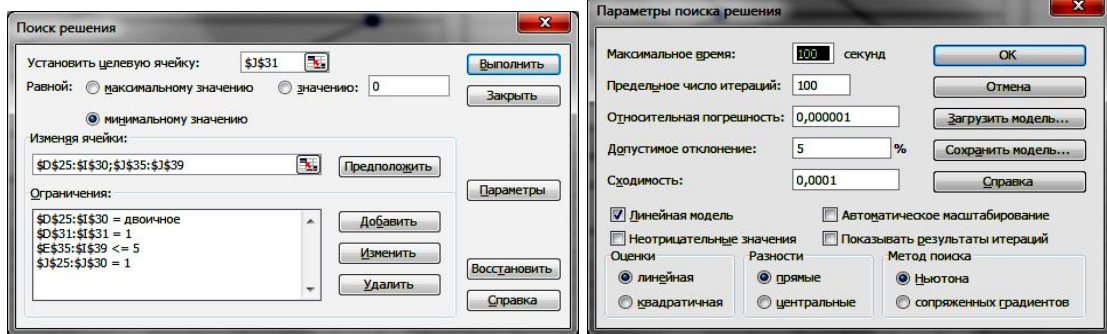 Поиск решения
Установить целевую ячейку: $J$31 Выполнить
Равной: максимальному значению значению: 0 Закрыть
минимальному значению
Изменяя ячейки:
$D$25:$I$30;$J$35:$J$39 Предположить
Ограничения: Параметры
$D$25:$I$30 = двоичное Добавить
$D$31:$I$31 = 1
$E$35:$I$39 <= 5 Изменить
$J$25:$J$30 = 1 Восстановить
Удалить
Справка
Параметры поиска решения
Максимальное время: 100 секунд OK
Предельное число итераций: 100 Отмена
Относительная погрешность: 0,000001 Загрузить модель...
Допустимое отклонение: 5 % Сохранить модель...
Сходимость: 0,0001 Справка
Линейная модель Автоматическое масштабирование
Неотрицательные значения Показывать результаты итераций
Оценки Разности Метод поиска
линейная прямые Ньютона
квадратичная центральные сопряженных градиентов